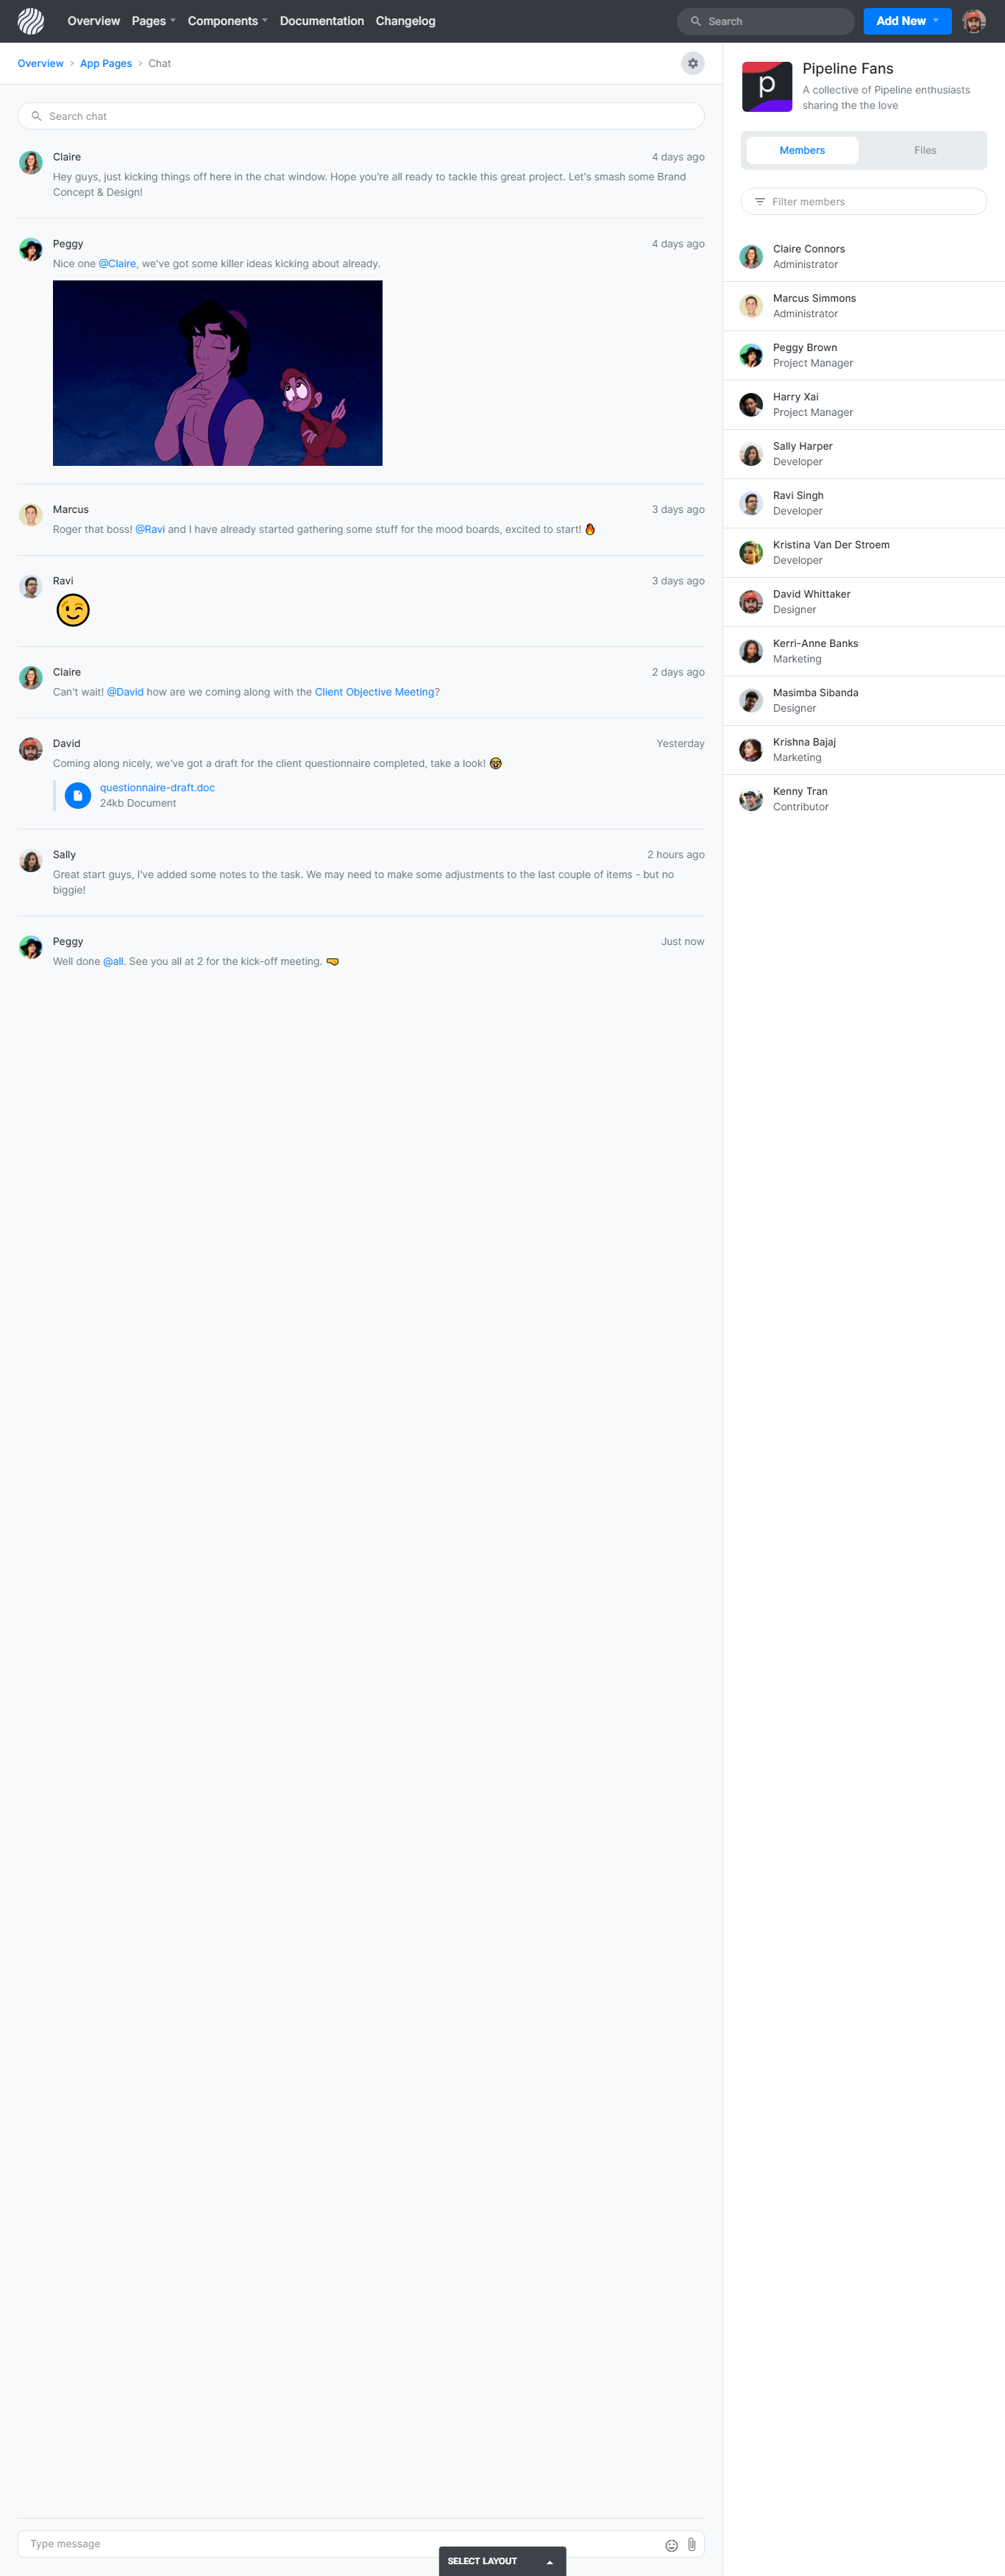 Overview Pages Components Documentation Changelog Search Add New
Overview > App Pages > Chat
Search chat
Claire 4 days ago
Hey guys, just kicking things off here in the chat window. Hope you're all ready to tackle this great project. Let's smash some Brand
Concept & Design!
Peggy 4 days ago
Nice one @Claire, we've got some killer ideas kicking about already.
Marcus 3 days ago
Roger that boss! @Ravi and I have already started gathering some stuff for the mood boards, excited to start! 🔥
Ravi 3 days ago
😉
Claire 2 days ago
Can't wait! @David how are we coming along with the Client Objective Meeting?
David Yesterday
Coming along nicely, we've got a draft for the client questionnaire completed, take a look! 🤓
questionnaire-draft.doc
24kb Document
Sally 2 hours ago
Great start guys, I've added some notes to the task. We may need to make some adjustments to the last couple of items - but no
biggie!
Peggy Just now
Well done @all. See you all at 2 for the kick-off meeting. 🤜
Type message
SELECT LAYOUT
p
Pipeline Fans
A collective of Pipeline enthusiasts
sharing the the love
Members Files
Filter members
Claire Connors
Administrator
Marcus Simmons
Administrator
Peggy Brown
Project Manager
Harry Xai
Project Manager
Sally Harper
Developer
Ravi Singh
Developer
Kristina Van Der Stroem
Developer
David Whittaker
Designer
Kerri-Anne Banks
Marketing
Masimba Sibanda
Designer
Krishna Bajaj
Marketing
Kenny Tran
Contributor